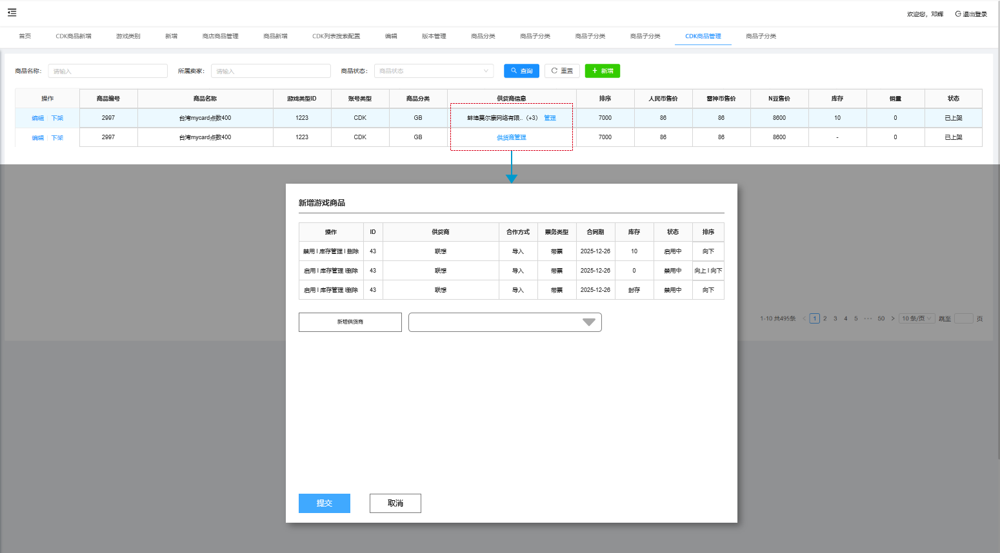 欢迎您，邓辉 退出登录
首页 CDK商品新增 游戏类别 新增 商店商品管理 商品新增 CDK列表搜索配置 编辑 版本管理 商品分类 商品子分类 商品子分类 商品子分类 CDK商品管理 商品子分类
商品名称： 请输入 所属卖家： 请输入 商品状态： 商品状态 查询 重置 新增
操作 商品编号 商品名称 游戏类型ID 账号类型 商品分类 供货商信息 排序 人民币售价 雷神币售价 N豆售价 库存 销量 状态
编辑 下架 2997 台湾mycard点数400 1223 CDK GB 蚌埠莫尔康网络有限..（+3） 管理 7000 86 86 8600 10 0 已上架
编辑 下架 2997 台湾mycard点数400 1223 CDK GB 供货商管理 7000 86 86 8600 - 0 已上架
新增游戏商品
操作 ID 供货商 合作方式 票务类型 合同期 库存 状态 排序
禁用 I 库存管理 I 删除 43 联想 导入 带票 2025-12-26 10 启用中 向下
启用 I 库存管理 I删除 43 联想 导入 带票 2025-12-26 0 禁用中 向上 I 向下
启用 I 库存管理 I删除 43 联想 导入 带票 2025-12-26 封存 禁用中 向下
新增供货商
1-10 共495条 1 2 3 4 5 ··· 50 10 条/页 跳至 页
提交 取消